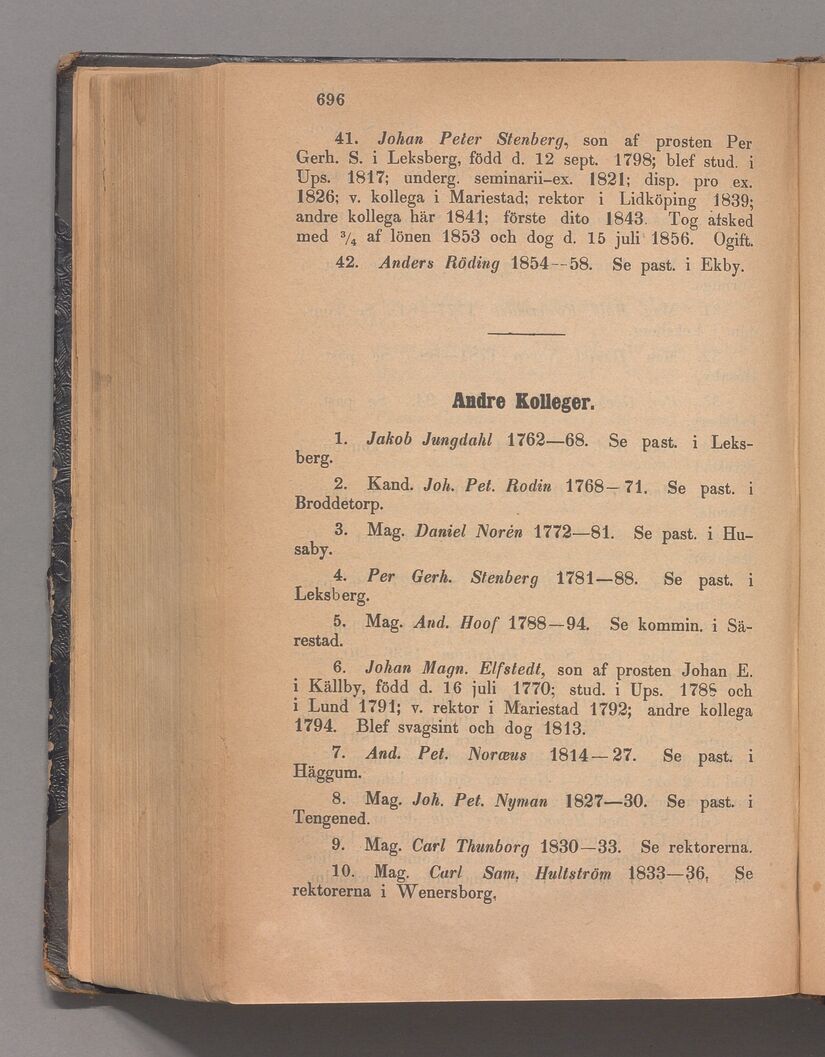 696
41. Johan Peter Stenberg, son af prosten Per
Gerh. S. i Leksberg, född d. 12 sept. 1798; blef stud. i
Ups. 1817; underg. seminarii-ex. 1821; disp. pro ex.
1826; v. kollega i Mariestad; rektor i Lidköping 1839;
andre kollega här 1841; förste dito 1843. Tog afsked
med 3/4 af lönen 1853 och dog d. 15 juli 1856. Ogift.
42. Anders Röding 1854--58. Se past. i Ekby.
Andre Kolleger.
1. Jakob Jungdahl 1762—68. Se past. i Leks-
berg.
2. Kand. Joh. Pet. Rodin 1768—71. Se past. i
Broddetorp.
3. Mag. Daniel Norén 1772—81. Se past. i Hu-
saby.
4. Per Gerh. Stenberg 1781—88. Se past. i
Leksberg.
5. Mag. And. Hoof 1788—94. Se kommin. i Sä-
restad.
6. Johan Magn. Elfstedt, son af prosten Johan E.
i Källby, född d. 16 juli 1770; stud. i Ups. 1788 och
i Lund 1791; v. rektor i Mariestad 1792; andre kollega
1794. Blef svagsint och dog 1813.
7. And. Pet. Noræus 1814—27. Se past. i
Häggum.
8. Mag. Joh. Pet. Nyman 1827—30. Se past. i
Tengened.
9. Mag. Carl Thunborg 1830—33. Se rektorerna.
10. Mag. Carl Sam. Hultström 1833—36. Se
rektorerna i Wenersborg.